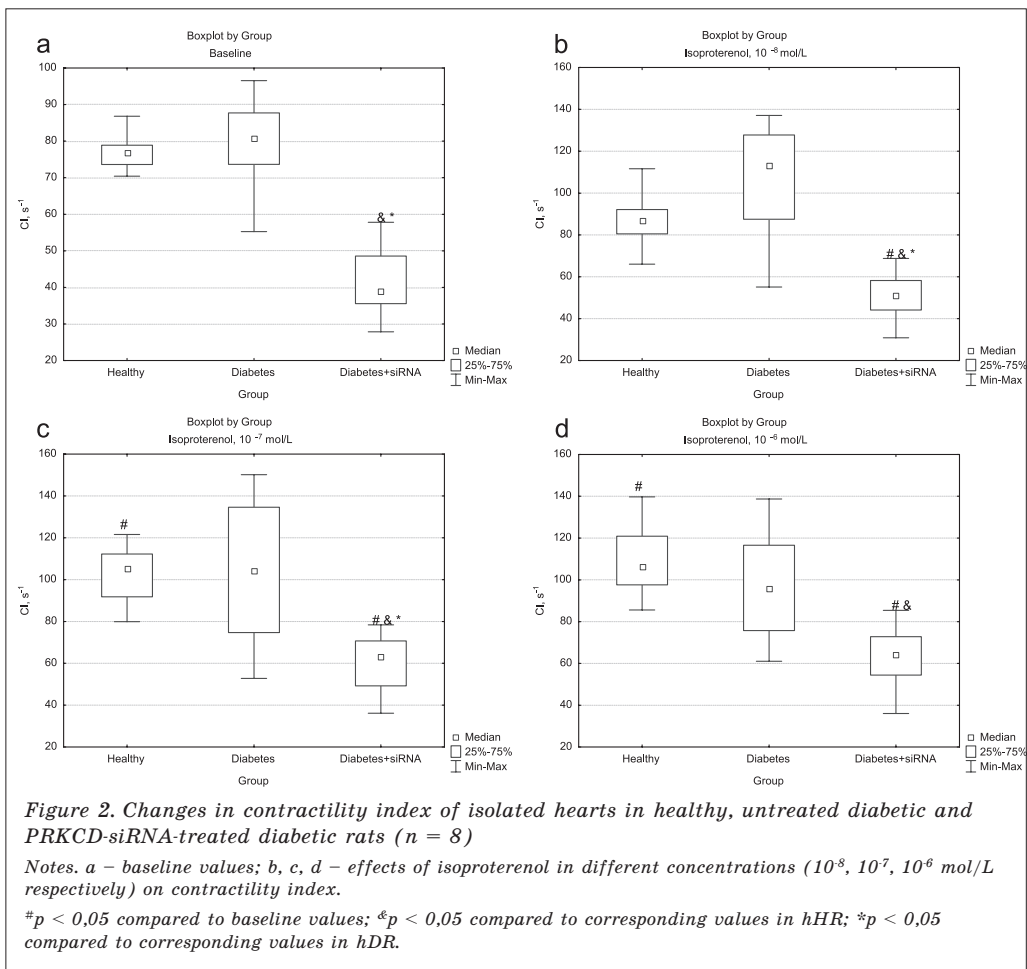 a
Boxplot by Group
Baseline
100
90
80
70
60
50
40
30
20
CI, s⁻¹
& *
Healthy
Diabetes
Diabetes+siRNA
Group
Median
25%-75%
Min-Max
b
Boxplot by Group
Isoproterenol, 10 ⁻⁸ mol/L
160
140
120
100
80
60
40
20
CI, s⁻¹
# & *
Healthy
Diabetes
Diabetes+siRNA
Group
Median
25%-75%
Min-Max
c
Boxplot by Group
Isoproterenol, 10 ⁻⁷ mol/L
160
140
120
100
80
60
40
20
CI, s⁻¹
#
# & *
Healthy
Diabetes
Diabetes+siRNA
Group
Median
25%-75%
Min-Max
d
Boxplot by Group
Isoproterenol, 10 ⁻⁶ mol/L
160
140
120
100
80
60
40
20
CI, s⁻¹
#
# &
Healthy
Diabetes
Diabetes+siRNA
Group
Median
25%-75%
Min-Max
Figure 2. Changes in contractility index of isolated hearts in healthy, untreated diabetic and
PRKCD-siRNA-treated diabetic rats (n = 8)
Notes. a – baseline values; b, c, d – effects of isoproterenol in different concentrations (10⁻⁸, 10⁻⁷, 10⁻⁶ mol/L
respectively) on contractility index.
#p < 0,05 compared to baseline values; &p < 0,05 compared to corresponding values in hHR; *p < 0,05
compared to corresponding values in hDR.